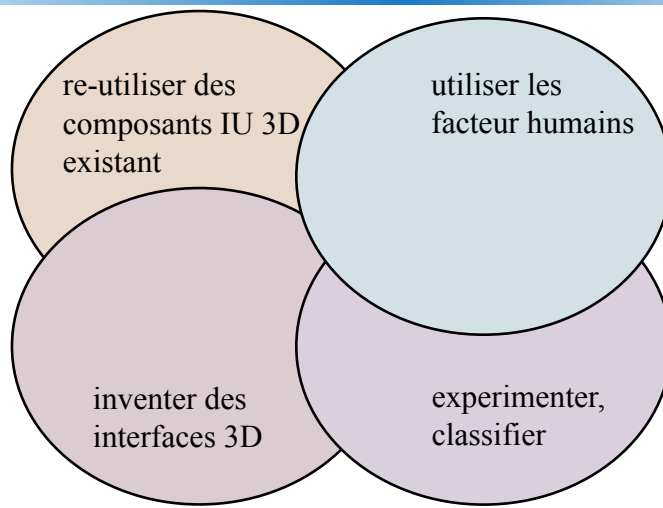 re-utiliser des
composants IU 3D
existant
utiliser les
facteur humains
inventer des
interfaces 3D
experimenter,
classifier